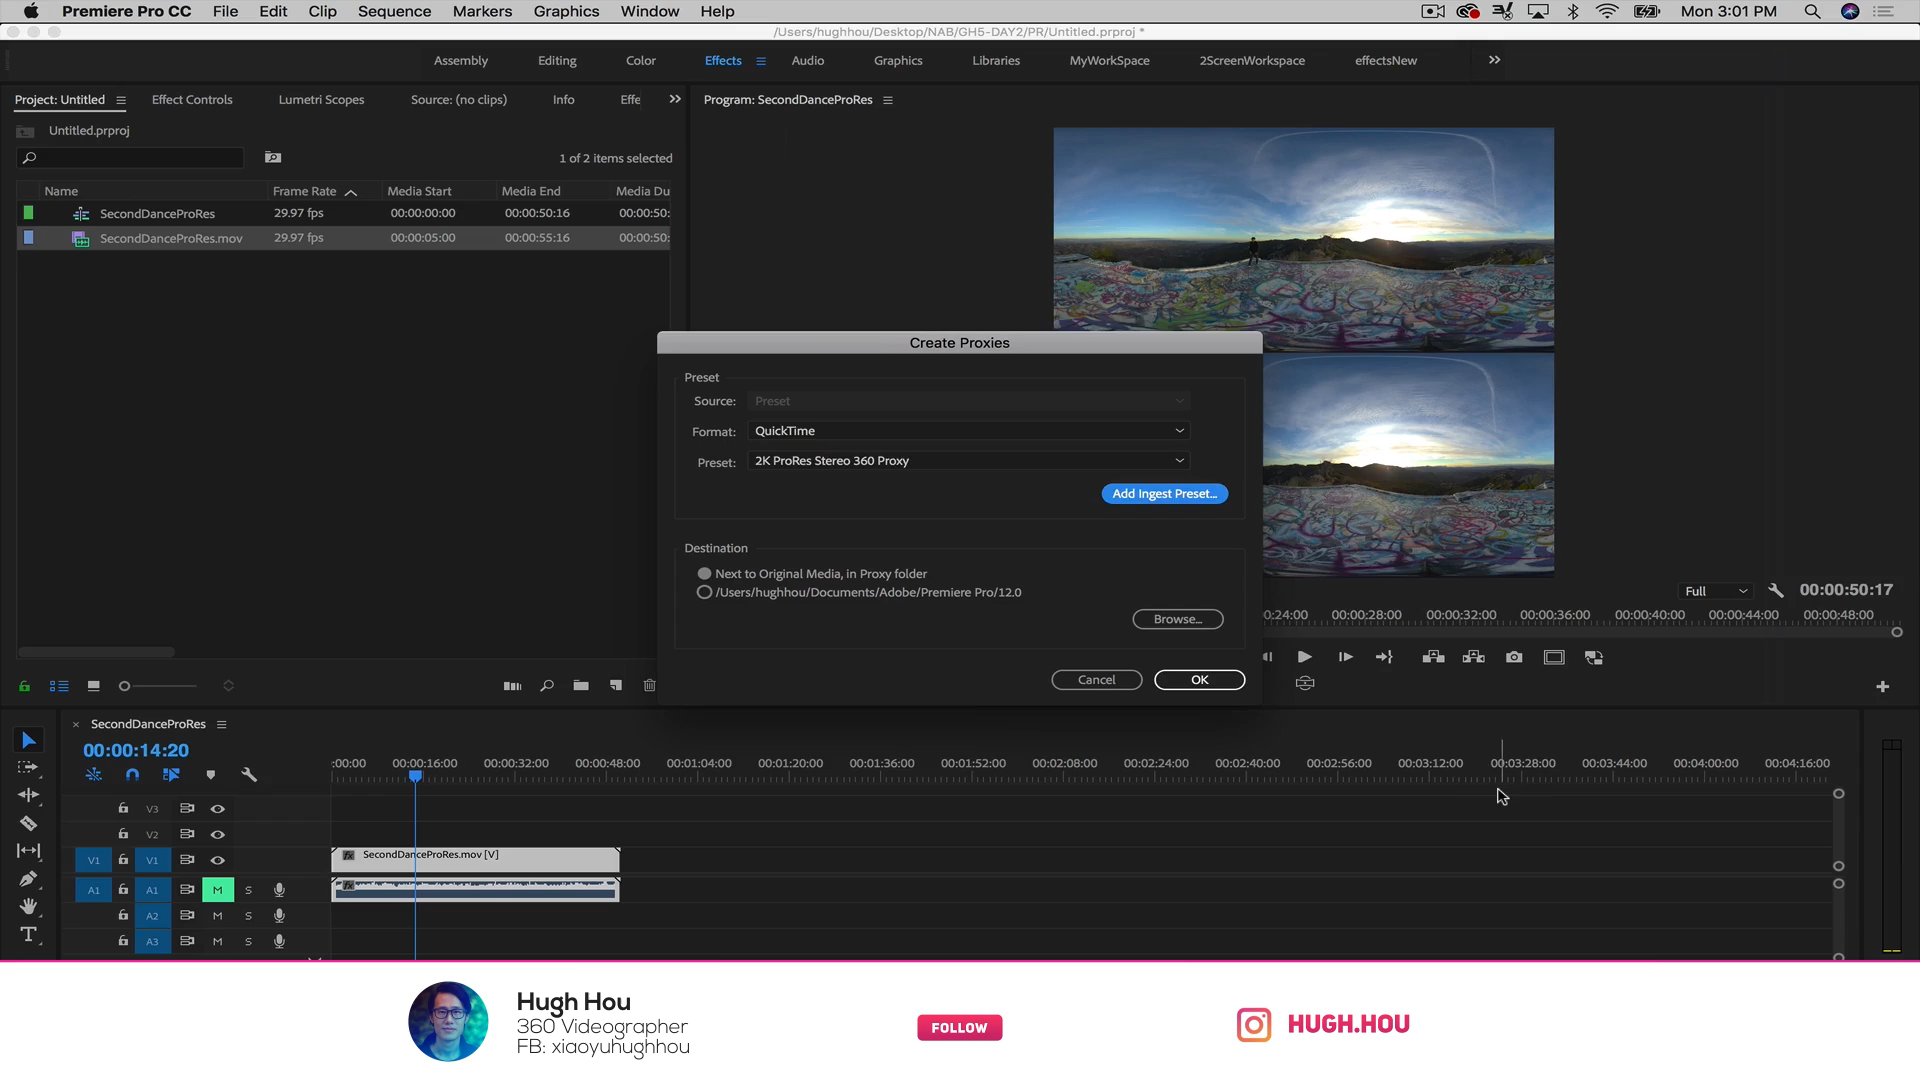 Premiere Pro CC File Edit Clip Sequence Markers Graphics Window Help Mon 3:01 PM
/Users/hughhou/Desktop/NAB/GH5-DAY2/PR/Untitled.prproj *
Assembly Editing Color Effects Audio Graphics Libraries MyWorkSpace 2ScreenWorkspace effectsNew
Project: Untitled Effect Controls Lumetri Scopes Source: (no clips) Info Effe
Program: SecondDanceProRes
Untitled.prproj
1 of 2 items selected
Name Frame Rate Media Start Media End Media Du
SecondDanceProRes 29.97 fps 00:00:00:00 00:00:50:16 00:00:50:
SecondDanceProRes.mov 29.97 fps 00:00:05:00 00:00:55:16 00:00:50:
Create Proxies
Preset
Source: Preset
Format: QuickTime
Preset: 2K ProRes Stereo 360 Proxy
Add Ingest Preset...
Destination
Next to Original Media, in Proxy folder
/Users/hughhou/Documents/Adobe/Premiere Pro/12.0
Browse...
Cancel OK
Full 00:00:50:17
0:24:00 00:00:28:00 00:00:32:00 00:00:36:00 00:00:40:00 00:00:44:00 00:00:48:00
SecondDanceProRes
00:00:14:20
:00:00 00:00:16:00 00:00:32:00 00:00:48:00 00:01:04:00 00:01:20:00 00:01:36:00 00:01:52:00 00:02:08:00 00:02:24:00 00:02:40:00 00:02:56:00 00:03:12:00 00:03:28:00 00:03:44:00 00:04:00:00 00:04:16:00
V3
V2
V1 V1 fx SecondDanceProRes.mov [V]
A1 A1 M S fx
A2 M S
A3 M S
Hugh Hou
360 Videographer
FB: xiaoyuhughhou
FOLLOW
HUGH.HOU